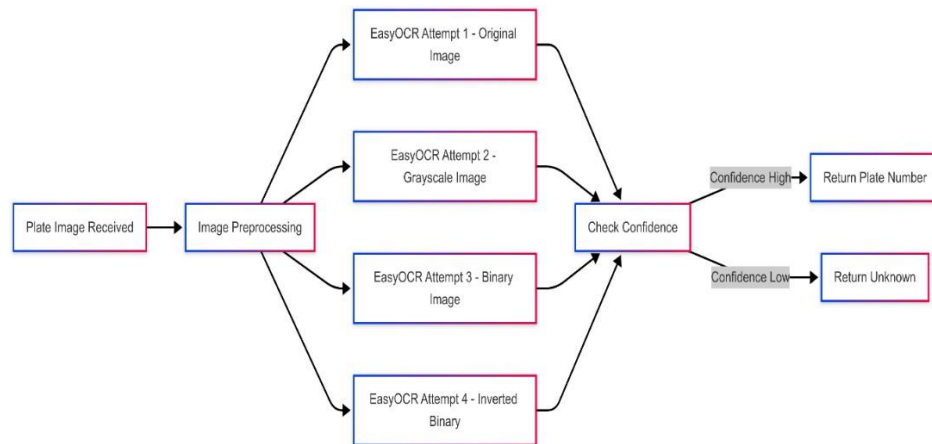 Plate Image Received
Image Preprocessing
EasyOCR Attempt 1 - Original
Image
EasyOCR Attempt 2 -
Grayscale Image
EasyOCR Attempt 3 - Binary
Image
EasyOCR Attempt 4 - Inverted
Binary
Check Confidence
Confidence High
Return Plate Number
Confidence Low
Return Unknown